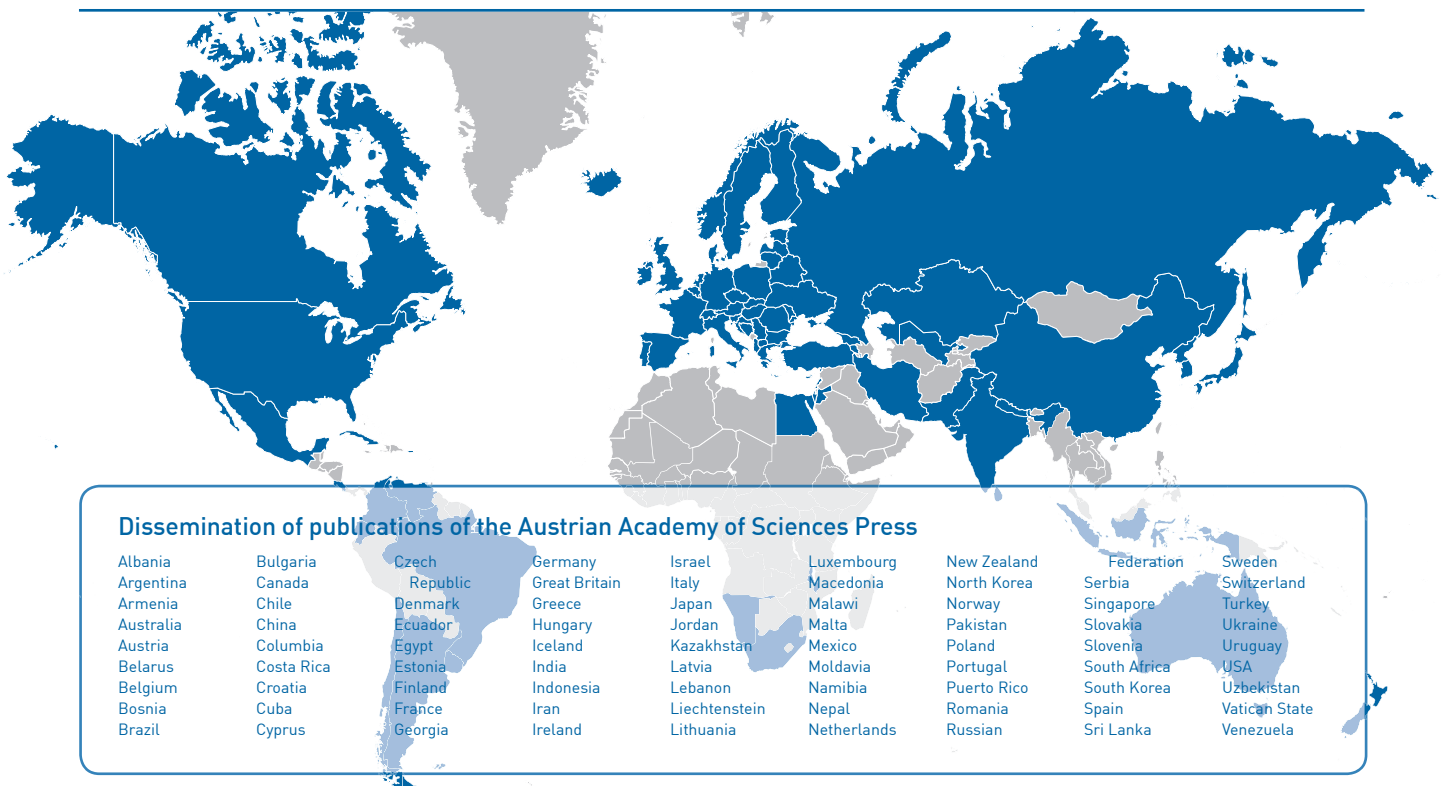 Dissemination of publications of the Austrian Academy of Sciences Press
Albania
Argentina
Armenia
Australia
Austria
Belarus
Belgium
Bosnia
Brazil
Bulgaria
Canada
Chile
China
Columbia
Costa Rica
Croatia
Cuba
Cyprus
Czech
Republic
Denmark
Ecuador
Egypt
Estonia
Finland
France
Georgia
Germany
Great Britain
Greece
Hungary
Iceland
India
Indonesia
Iran
Ireland
Israel
Italy
Japan
Jordan
Kazakhstan
Latvia
Lebanon
Liechtenstein
Lithuania
Luxembourg
Macedonia
Malawi
Malta
Mexico
Moldavia
Namibia
Nepal
Netherlands
New Zealand
North Korea
Norway
Pakistan
Poland
Portugal
Puerto Rico
Romania
Russian
Federation
Serbia
Singapore
Slovakia
Slovenia
South Africa
South Korea
Spain
Sri Lanka
Sweden
Switzerland
Turkey
Ukraine
Uruguay
USA
Uzbekistan
Vatican State
Venezuela